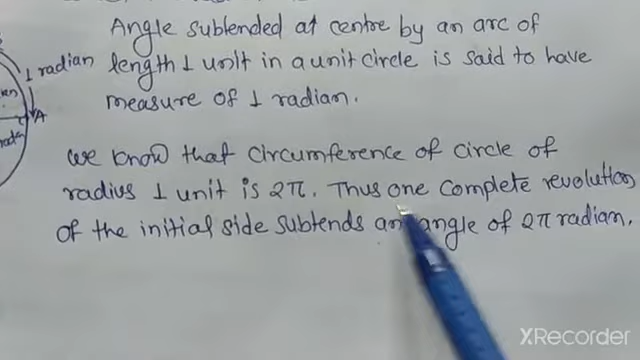 Angle subtended at centre by an arc of
1 radian
length 1 unit in a unit circle is said to have
A
measure of 1 radian.
We know that circumference of circle of
radius 1 unit is 2π. Thus one complete revolution
of the initial side subtends an angle of 2π radian.
XRecorder